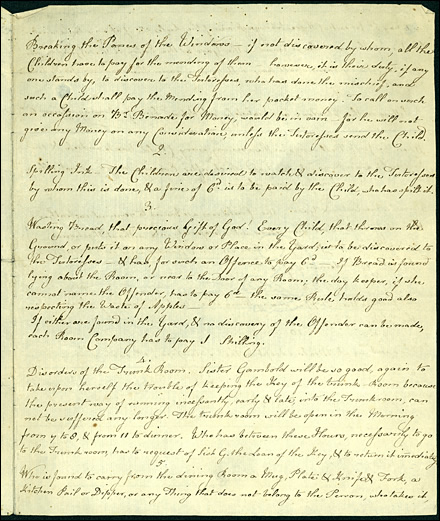 Breaking the Panes of the Windows — if not discovered by whom, all the
Children have to pay for the mending of them — however, it is their duty, if any
one stands by, to discover to the Tutoresses, who has done the mischief, and
such a Child shall pay the Mending from her pocket money; To call on such
an occasion on Br. for Money, would be in vain — for he will not
give any Money on any Consideration, unless the Tutoresses send the Child.
2
Spilling Ink — The Children are desired to watch & discover to the Tutoresses
by whom this is done, & a fine of 6d is to be paid by the Child, who has spilt it.
3.
Wasting Bread, that precious Gift of God! Every Child, that throws on the
Ground, or puts it on any Window or Place in the Yard, is to be discovered to
the Tutoresses — & has, for such an Offence to pay 6d — If Bread is found
lying about the Room, or near to the Door of any Room; the day keeper, if she
cannot name the Offender, has to pay 6d — the same Rule holds good also
respecting the Waste of Apples —
If either are found in the Yard, & no discovery of the Offender can be made,
each Room Company has to pay 1 Shilling.
4.
Disorders of the Trunk Room. Sister Gambold will be so good, again to
take upon herself the trouble of keeping the Key of the trunk Room because
the present way of running incessantly, early & late, into the Trunk room, can
not be suffered any longer. The trunk room will be open in the Morning
from 7 to 8, & from 11 to dinner. Who has between these Hours, necessarily to go
to the Trunk room, has to request of Sist. G. the Loan of the Key, & to return it immediately
5
Who is found to carry from the dining Room a Mug, Plate & Knife & Fork, a
Kitchen Pail or Dipper, or any Thing that does not belong to the Person, who takes it,